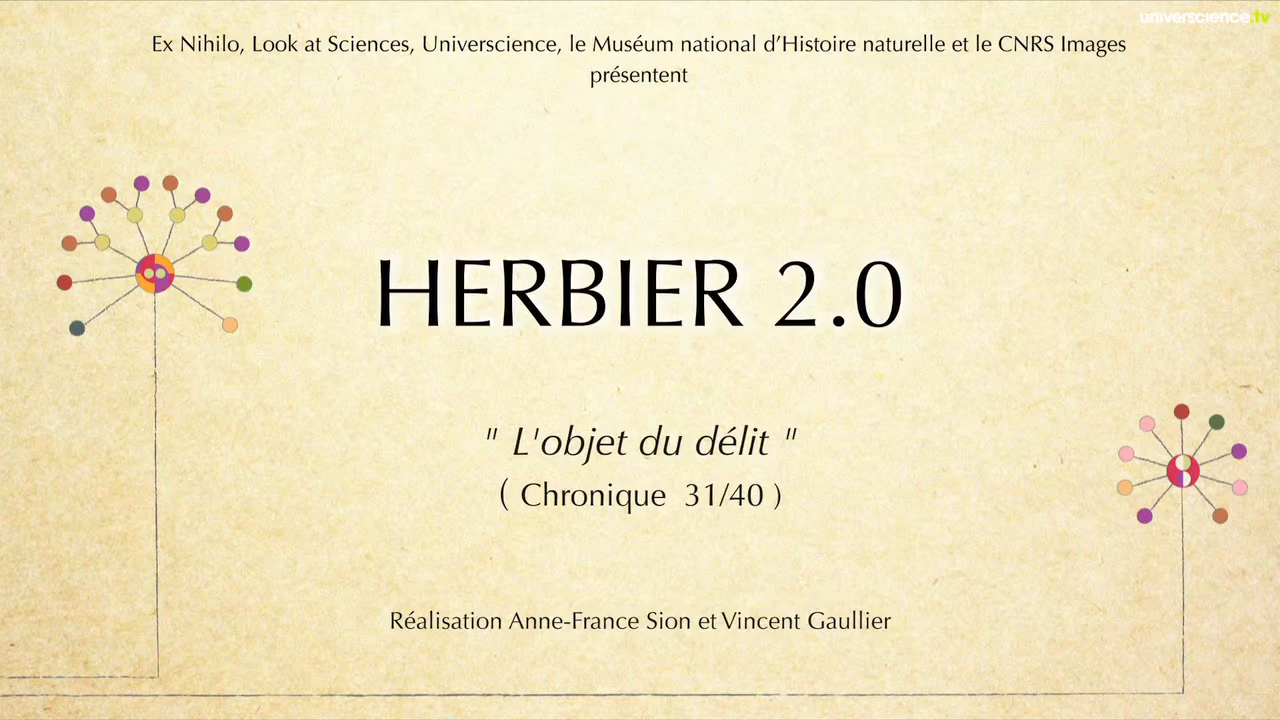 universcience.tv
Ex Nihilo, Look at Sciences, Universcience, le Muséum national d’Histoire naturelle et le CNRS Images
présentent
HERBIER 2.0
" L'objet du délit "
( Chronique 31/40 )
Réalisation Anne-France Sion et Vincent Gaullier